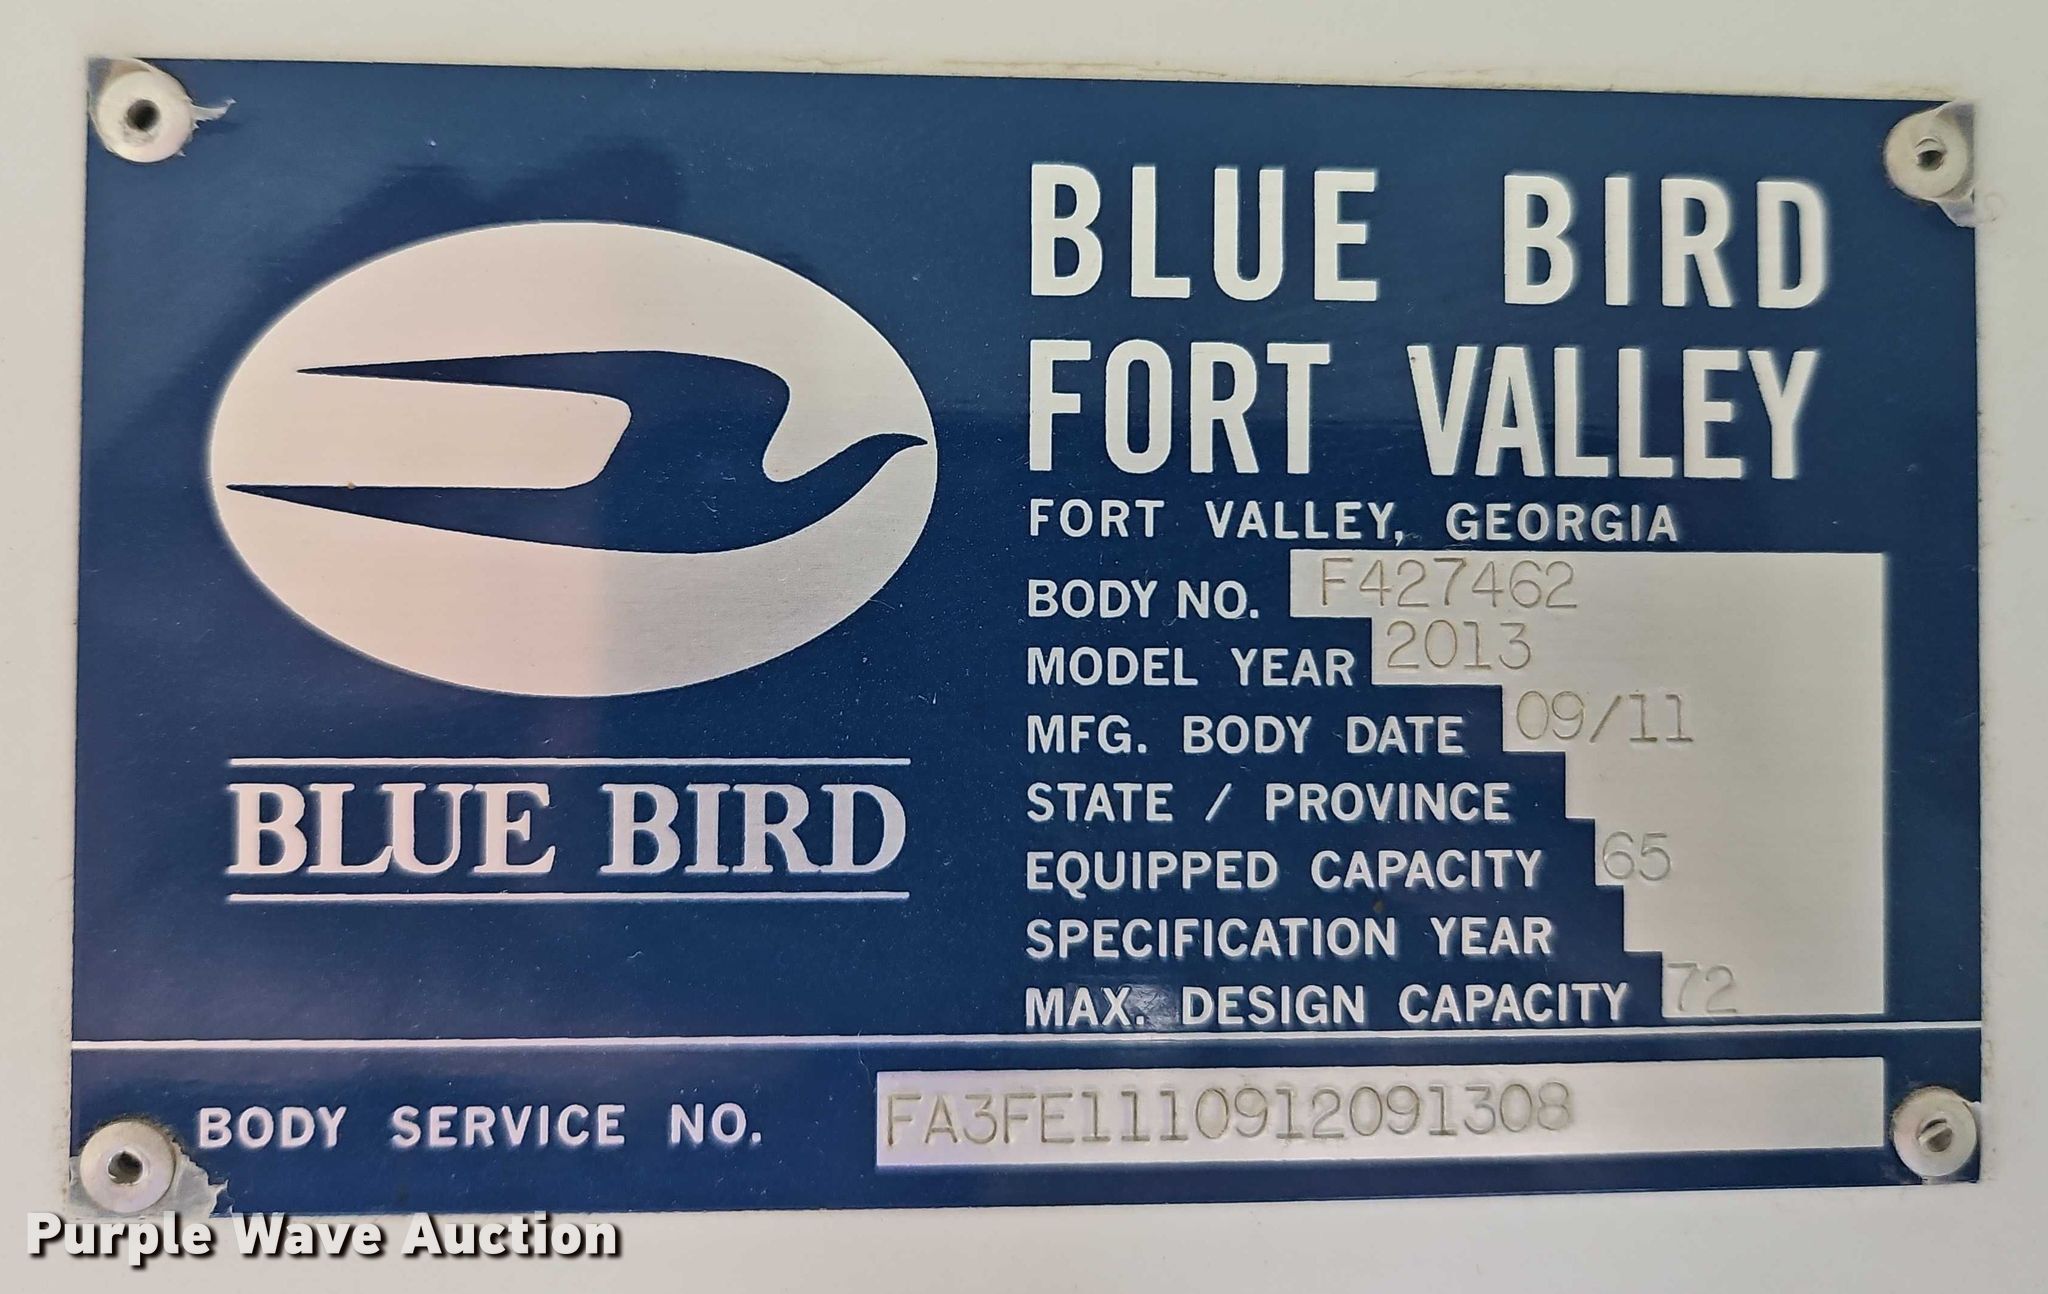 BLUE BIRD
FORT VALLEY
FORT VALLEY, GEORGIA
BODY NO. F427462
MODEL YEAR 2013
MFG. BODY DATE 09/11
STATE / PROVINCE
EQUIPPED CAPACITY 65
SPECIFICATION YEAR
MAX. DESIGN CAPACITY 72
BLUE BIRD
BODY SERVICE NO. FA3FE1110912091308
Purple Wave Auction